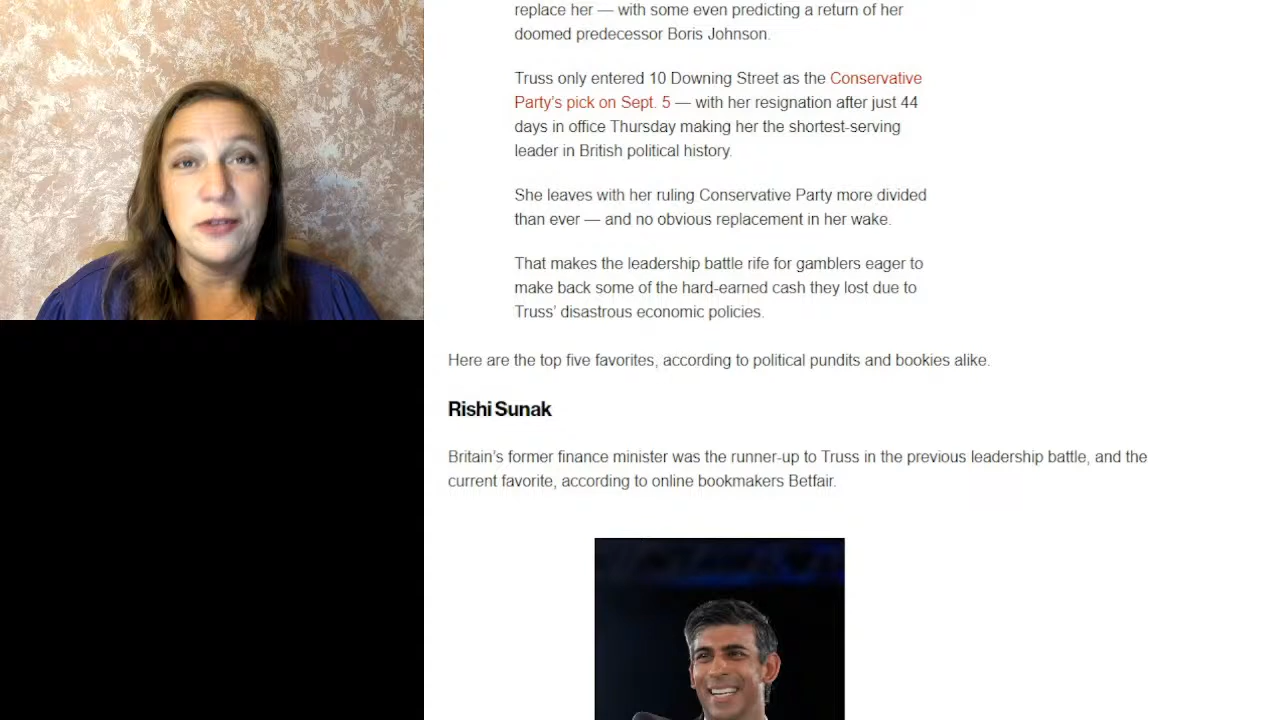 replace her — with some even predicting a return of her
doomed predecessor Boris Johnson.
Truss only entered 10 Downing Street as the Conservative
Party's pick on Sept. 5 — with her resignation after just 44
days in office Thursday making her the shortest-serving
leader in British political history.
She leaves with her ruling Conservative Party more divided
than ever — and no obvious replacement in her wake.
That makes the leadership battle rife for gamblers eager to
make back some of the hard-earned cash they lost due to
Truss' disastrous economic policies.
Here are the top five favorites, according to political pundits and bookies alike.
Rishi Sunak
Britain's former finance minister was the runner-up to Truss in the previous leadership battle, and the
current favorite, according to online bookmakers Betfair.